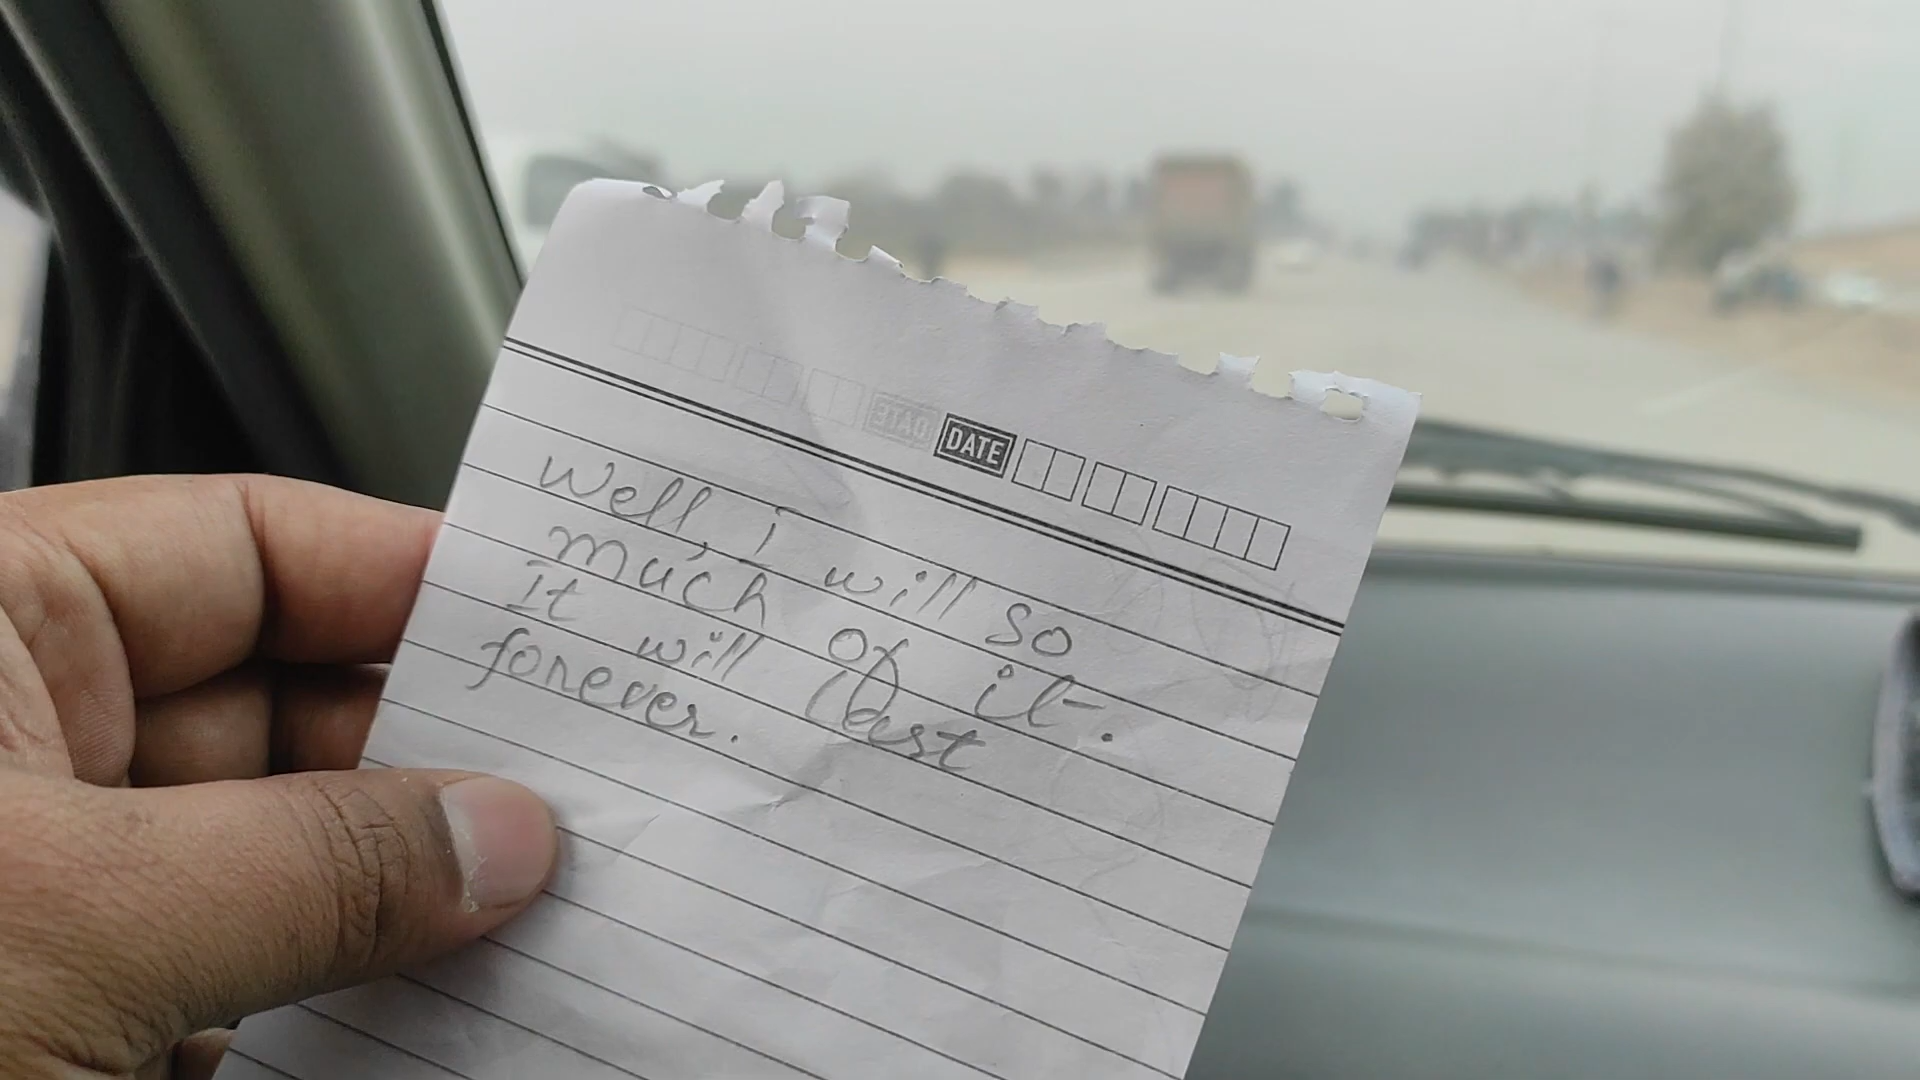 DATE
Well, i will so
much of it.
It will last
forever.